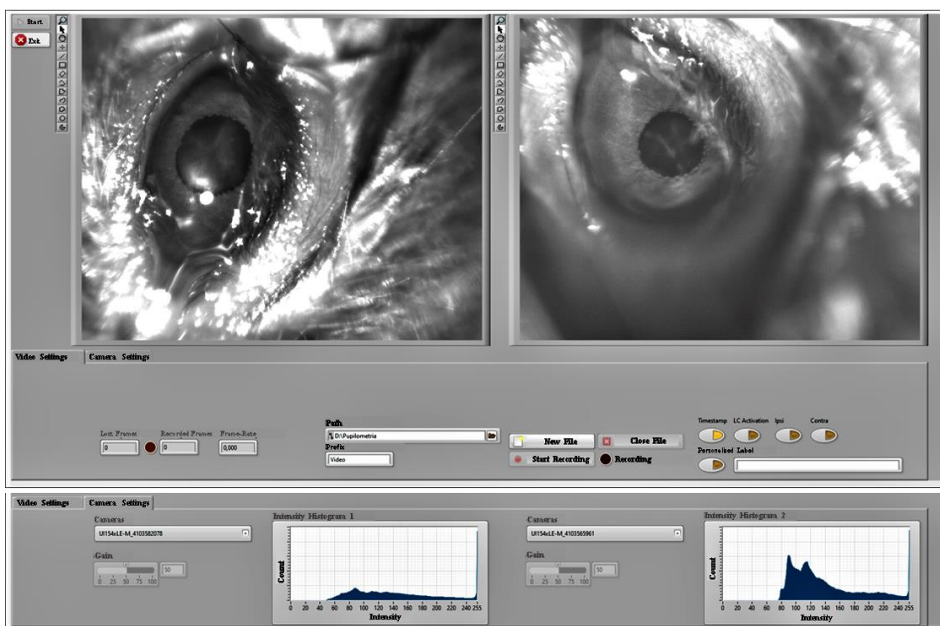 Start
Exit
Video Settings Camera Settings
Lost Frames Recorded Frames Frame-Rate
0 0 0,000
Path
D:\Pupilometria
Prefix
Video
New File Close File
Start Recording Recording
Timestamp LC Activation Ipsi Contra
Personalized Label
Video Settings Camera Settings
Cameras
UI154xLE-M_4103582078
Gain
50
0 25 50 75 100
Intensity Histogram 1
Count
0 20 40 60 80 100 120 140 160 180 200 220 240 255
Intensity
Cameras
UI154xLE-M_4103565961
Gain
50
0 25 50 75 100
Intensity Histogram 2
Count
0 20 40 60 80 100 120 140 160 180 200 220 240 255
Intensity